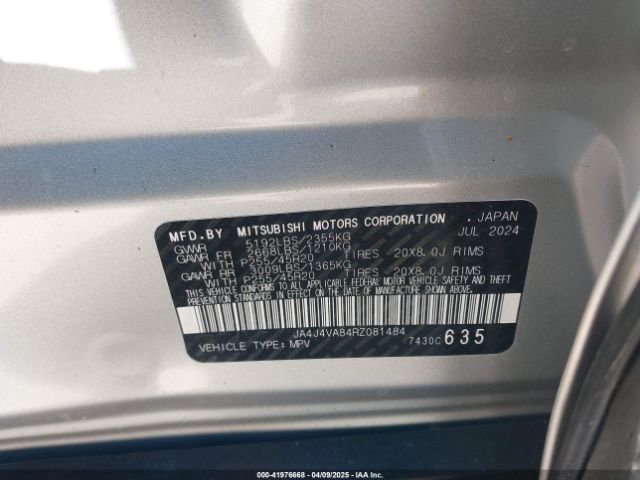 MFD.BY MITSUBISHI MOTORS CORPORATION . JAPAN
GVWR 5192LBS/2355KG JUL 2024
GAWR FR 2668LBS/1210KG
WITH P255/45R20 TIRES 20X8.0J RIMS
GAWR RR 3009LBS/1365KG
WITH P255/45R20 TIRES 20X8.0J RIMS
THIS VEHICLE CONFORMS TO ALL APPLICABLE FEDERAL MOTOR VEHICLE SAFETY AND
THEFT PREVENTION STANDARDS IN EFFECT ON THE DATE OF MANUFACTURE SHOWN ABOVE.
JA4J4VA84RZ081484
VEHICLE TYPE: MPV 7430C 635
000-41976668 - 04/09/2025 - IAA Inc.